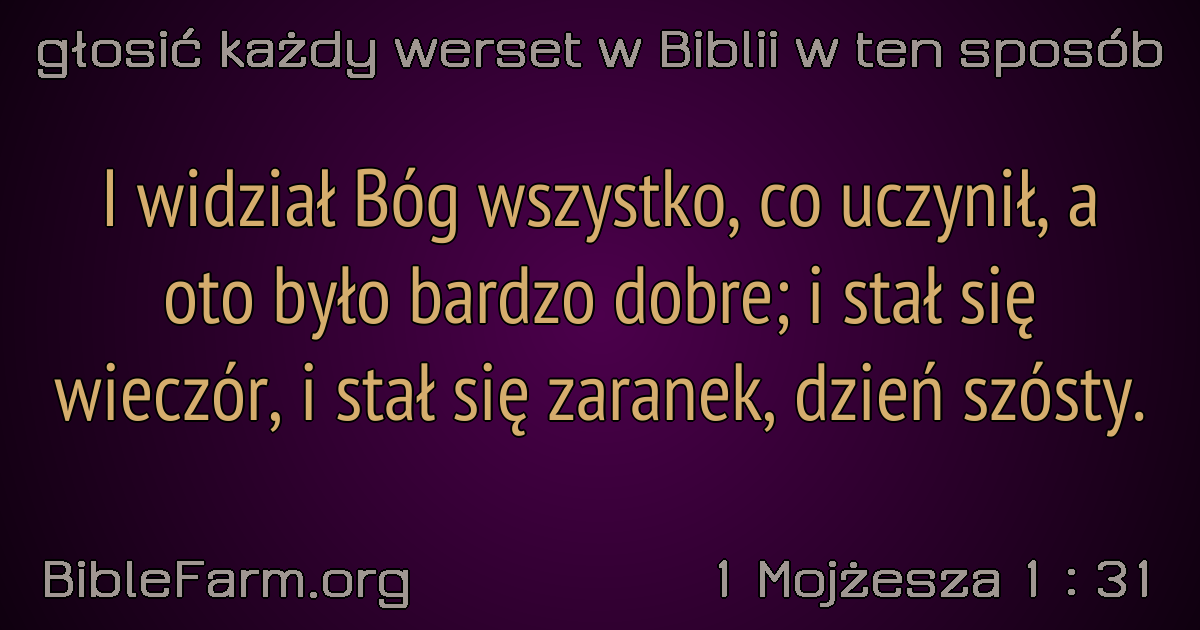 głosić każdy werset w Biblii w ten sposób
I widział Bóg wszystko, co uczynił, a
oto było bardzo dobre; i stał się
wieczór, i stał się zaranek, dzień szósty.
BibleFarm.org
1 Mojżesza 1 : 31